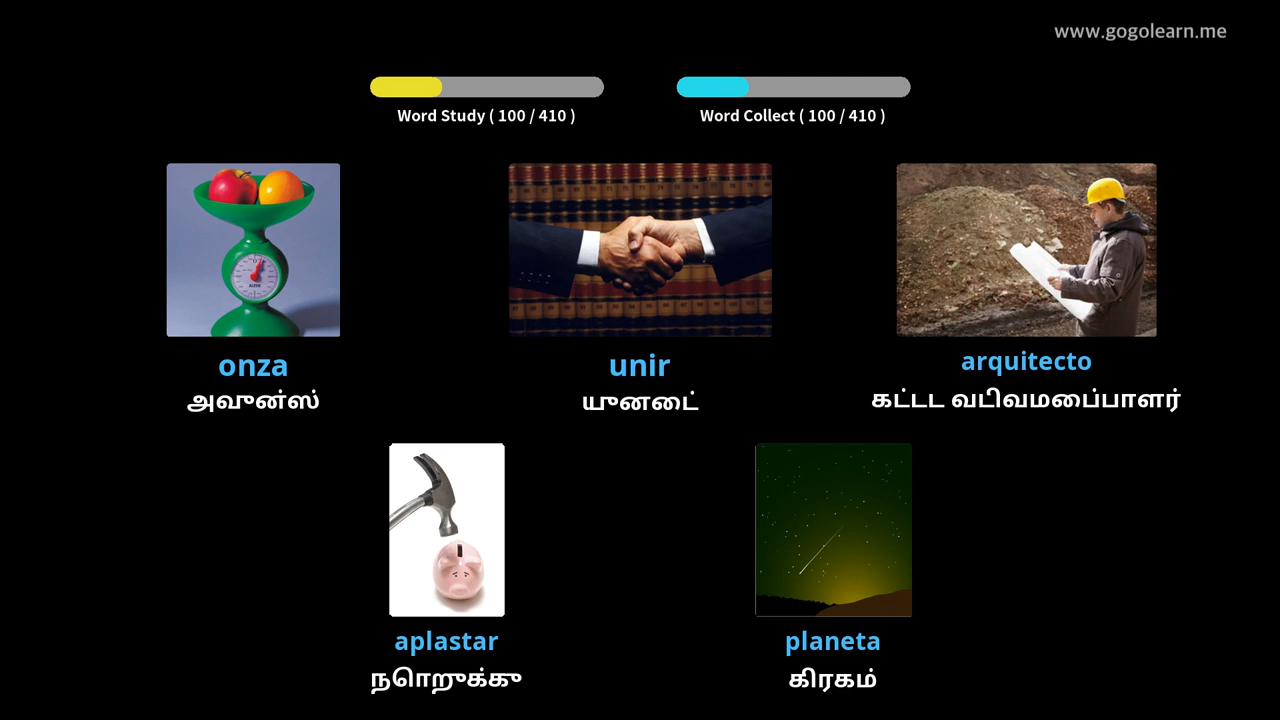 www.gogolearn.me
Word Study ( 100 / 410 )
Word Collect ( 100 / 410 )
onza
unir
arquitecto
அவுன்ஸ்
யுனைட்
கட்டட வடிவமைப்பாளர்
aplastar
planeta
நொறுக்கு
கிரகம்